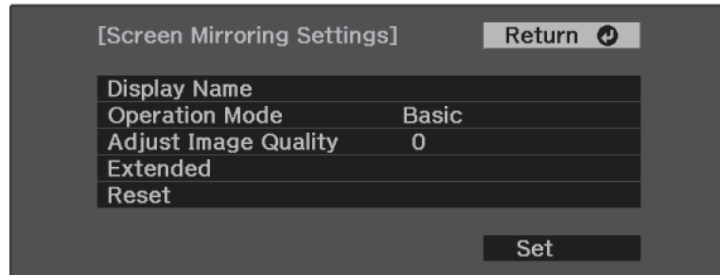 [Screen Mirroring Settings] Return
Display Name
Operation Mode Basic
Adjust Image Quality 0
Extended
Reset
Set